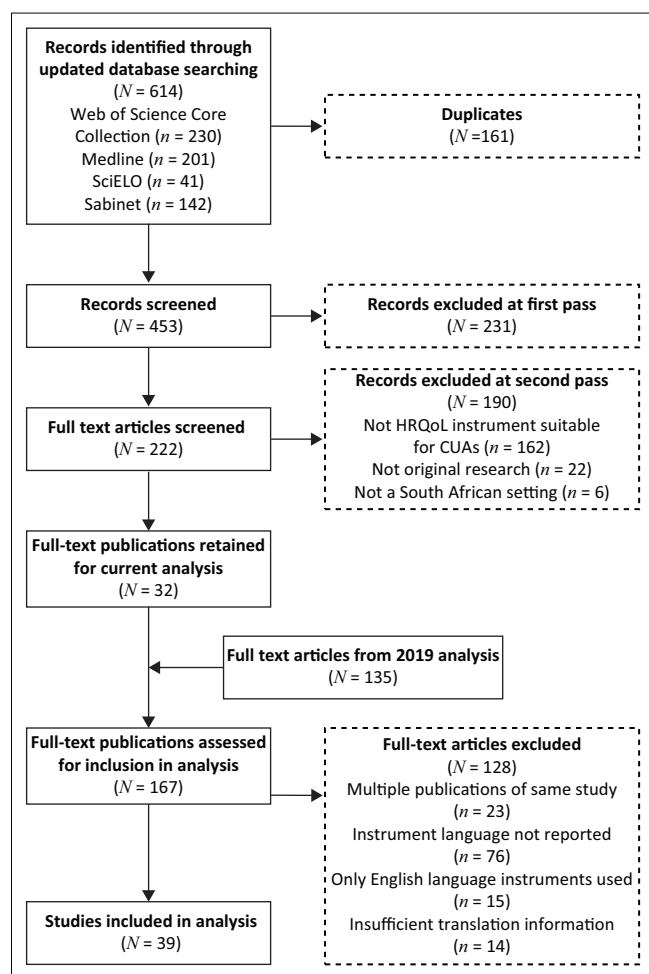 Records identified through
updated database searching
(N = 614)
Web of Science Core
Collection (n = 230)
Medline (n = 201)
SciELO (n = 41)
Sabinet (n = 142)
Duplicates
(N =161)
Records screened
(N = 453)
Records excluded at first pass
(N = 231)
Full text articles screened
(N = 222)
Records excluded at second pass
(N = 190)
Not HRQoL instrument suitable
for CUAs (n = 162)
Not original research (n = 22)
Not a South African setting (n = 6)
Full-text publications retained
for current analysis
(N = 32)
Full text articles from 2019 analysis
(N = 135)
Full-text publications assessed
for inclusion in analysis
(N = 167)
Full-text articles excluded
(N = 128)
Multiple publications of same study
(n = 23)
Instrument language not reported
(n = 76)
Only English language instruments used
(n = 15)
Insufficient translation information
(n = 14)
Studies included in analysis
(N = 39)